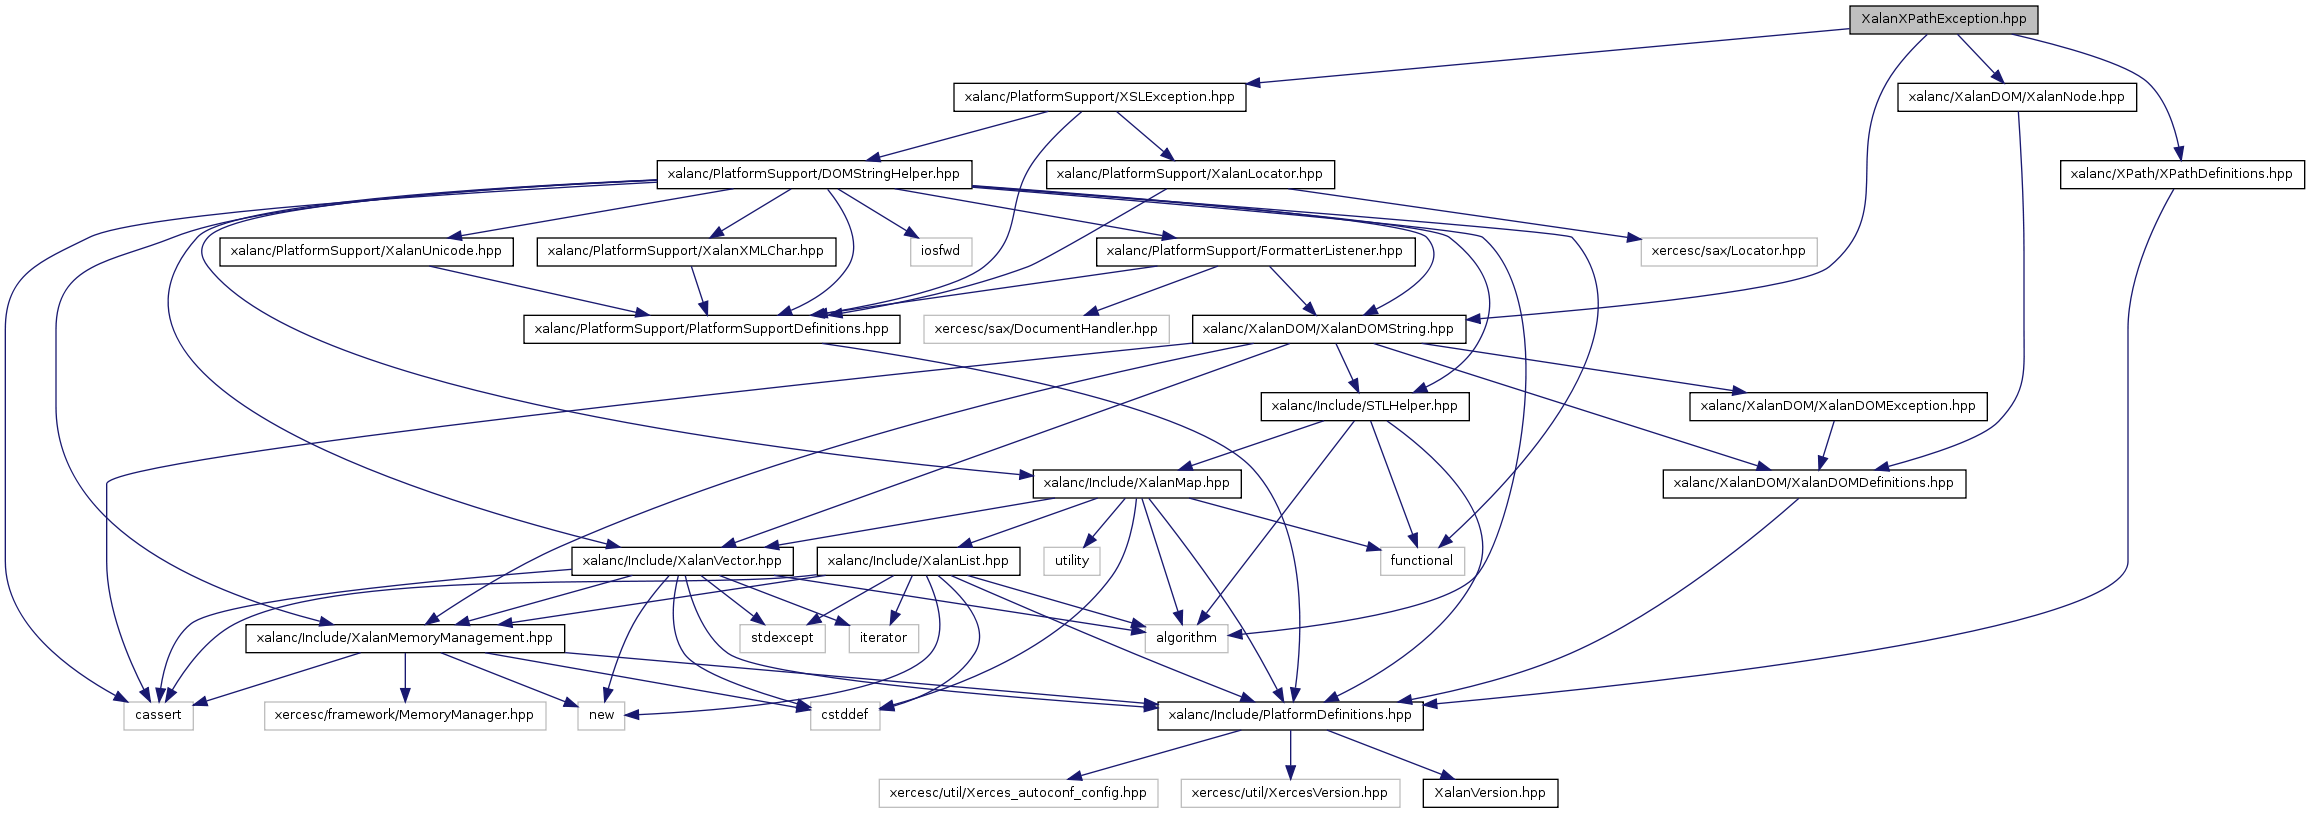 XalanXPathException.hpp
xalanc/PlatformSupport/XSLException.hpp
xalanc/XalanDOM/XalanNode.hpp
xalanc/PlatformSupport/DOMStringHelper.hpp
xalanc/PlatformSupport/XalanLocator.hpp
xalanc/XPath/XPathDefinitions.hpp
xalanc/PlatformSupport/XalanUnicode.hpp
xalanc/PlatformSupport/XalanXMLChar.hpp
iosfwd
xalanc/PlatformSupport/FormatterListener.hpp
xercesc/sax/Locator.hpp
xalanc/PlatformSupport/PlatformSupportDefinitions.hpp
xercesc/sax/DocumentHandler.hpp
xalanc/XalanDOM/XalanDOMString.hpp
xalanc/Include/STLHelper.hpp
xalanc/XalanDOM/XalanDOMException.hpp
xalanc/Include/XalanMap.hpp
xalanc/XalanDOM/XalanDOMDefinitions.hpp
xalanc/Include/XalanVector.hpp
xalanc/Include/XalanList.hpp
utility
functional
xalanc/Include/XalanMemoryManagement.hpp
stdexcept
iterator
algorithm
cassert
xercesc/framework/MemoryManager.hpp
new
cstddef
xalanc/Include/PlatformDefinitions.hpp
xercesc/util/Xerces_autoconf_config.hpp
xercesc/util/XercesVersion.hpp
XalanVersion.hpp